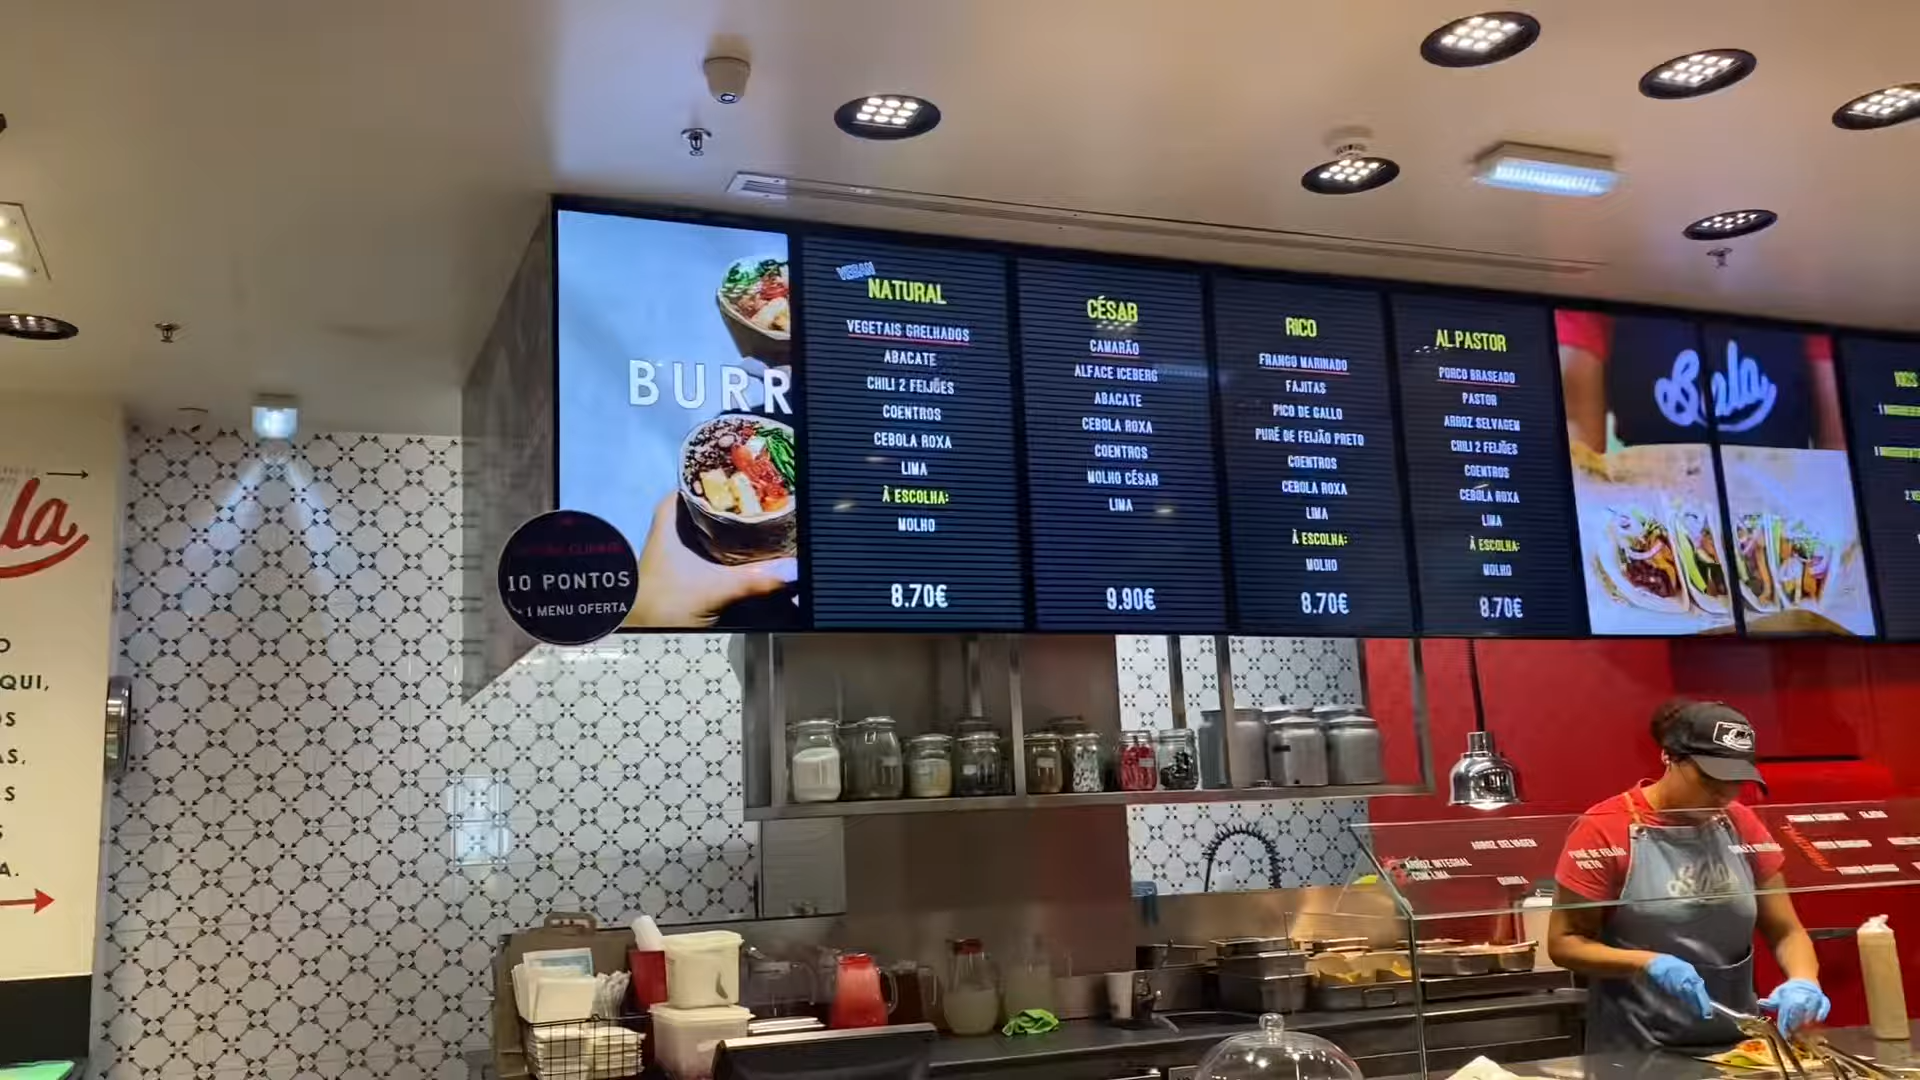 la
QUI,
BURR
10 PONTOS
1 MENU OFERTA
VEGAN
NATURAL
VEGETAIS GRELHADOS
ABACATE
CHILI 2 FEIJÕES
COENTROS
CEBOLA ROXA
LIMA
À ESCOLHA:
MOLHO
8.70€
CÉSAR
CAMARÃO
ALFACE ICEBERG
ABACATE
CEBOLA ROXA
COENTROS
MOLHO CÉSAR
LIMA
9.90€
RICO
FRANGO MARINADO
FAJITAS
PICO DE GALLO
PURÉ DE FEIJÃO PRETO
COENTROS
CEBOLA ROXA
LIMA
À ESCOLHA:
MOLHO
8.70€
AL PASTOR
PORCO BRASEADO
PASTOR
ARROZ SELVAGEM
CHILI 2 FEIJÕES
COENTROS
CEBOLA ROXA
LIMA
À ESCOLHA:
MOLHO
8.70€
KIDS
ARROZ SELVAGEM
ARROZ INTEGRAL
COM LIMA
QUINOA
PURÉ DE FEIJÃO
PRETO